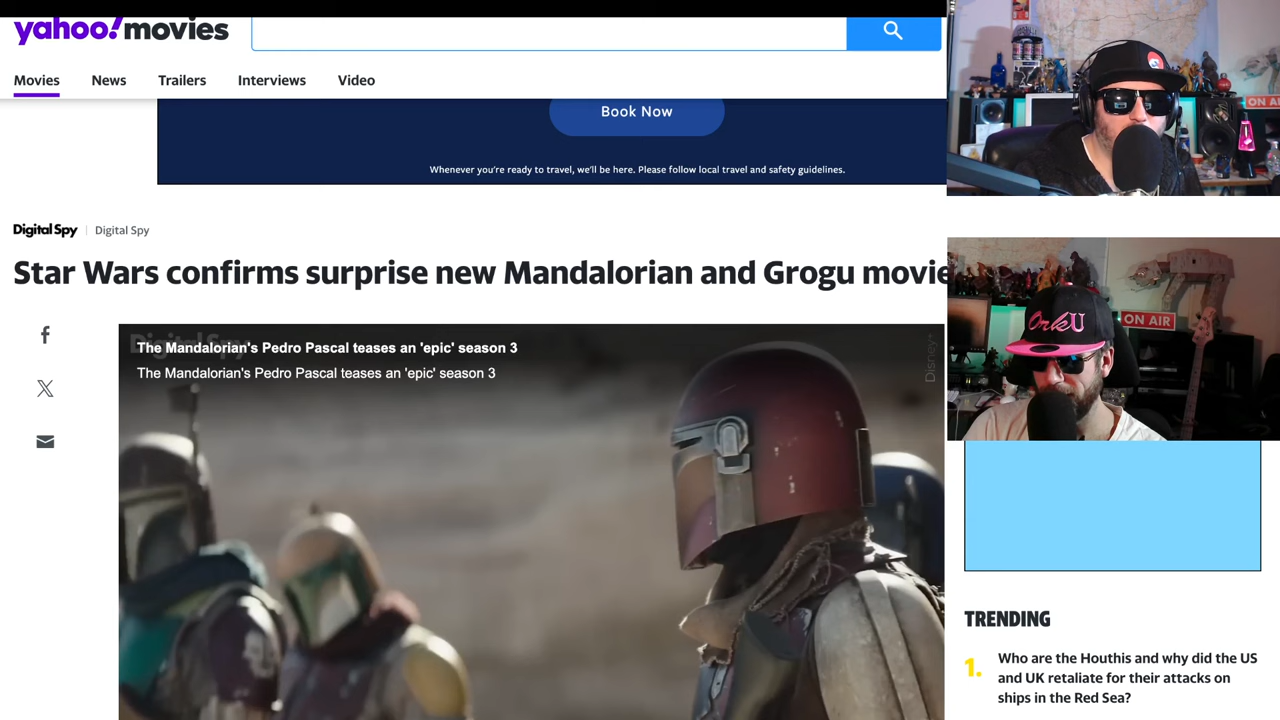 yahoo!movies
Movies News Trailers Interviews Video
Book Now
Whenever you're ready to travel, we'll be here. Please follow local travel and safety guidelines.
Digital Spy Digital Spy
Star Wars confirms surprise new Mandalorian and Grogu movie
Digital Spy
The Mandalorian's Pedro Pascal teases an 'epic' season 3
The Mandalorian's Pedro Pascal teases an 'epic' season 3
Disney+
ON A
OnkU
ON AIR
TRENDING
1. Who are the Houthis and why did the US
and UK retaliate for their attacks on
ships in the Red Sea?